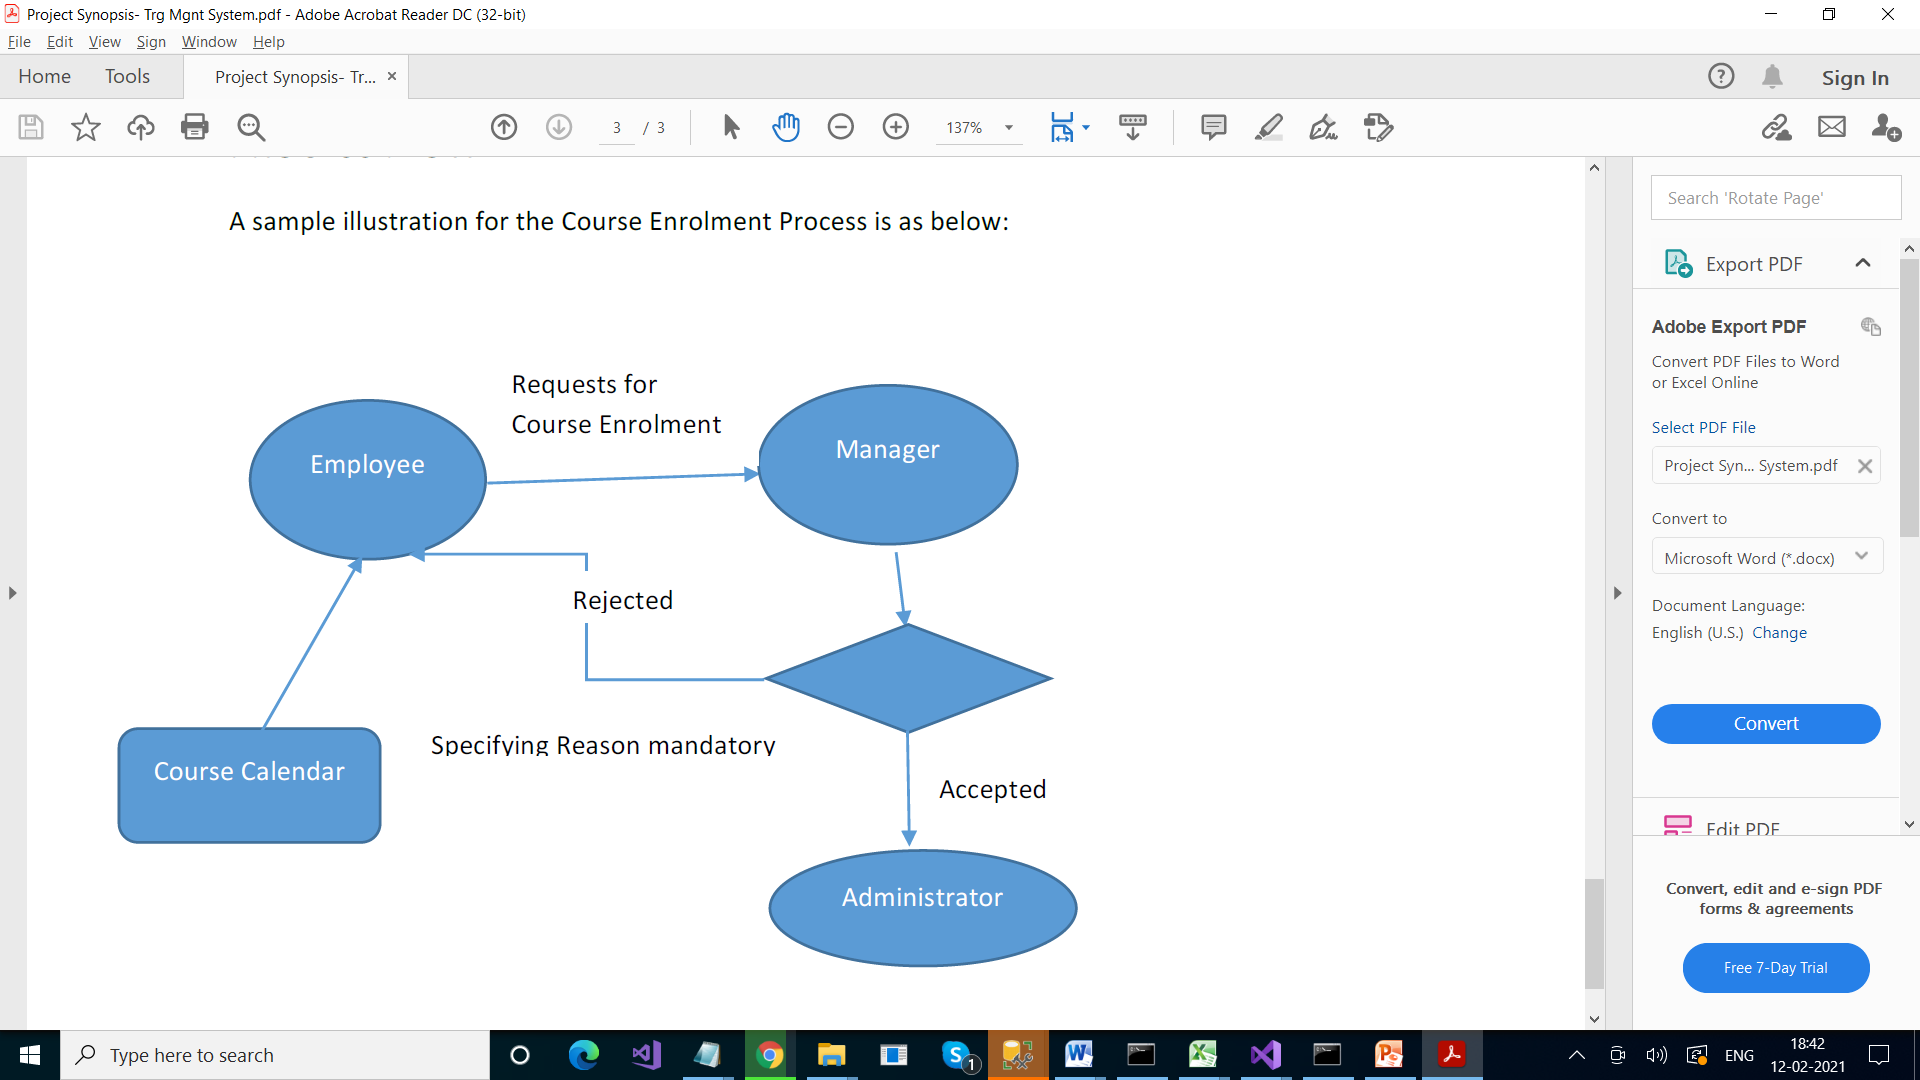 Project Synopsis- Trg Mgnt System.pdf - Adobe Acrobat Reader DC (32-bit)
File Edit View Sign Window Help
Home Tools Project Synopsis- Tr... ×
Sign In
3 / 3
137%
A sample illustration for the Course Enrolment Process is as below:
Requests for
Course Enrolment
Employee
Manager
Rejected
Specifying Reason mandatory
Course Calendar
Accepted
Administrator
Search 'Rotate Page'
Export PDF
Adobe Export PDF
Convert PDF Files to Word
or Excel Online
Select PDF File
Project Syn... System.pdf
Convert to
Microsoft Word (*.docx)
Document Language:
English (U.S.) Change
Convert
Edit PDF
Convert, edit and e-sign PDF
forms & agreements
Free 7-Day Trial
Type here to search
1
ENG
18:42
12-02-2021